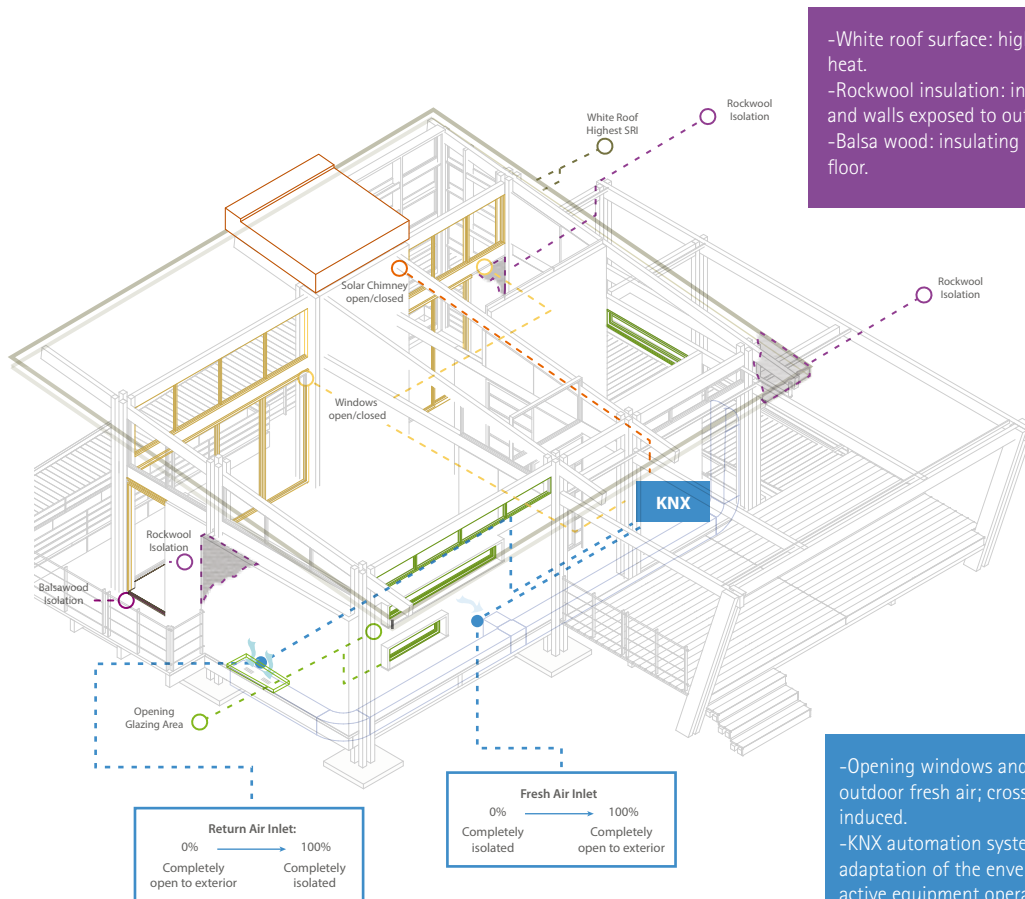 -White roof surface: hig
heat.
-Rockwool insulation: in
and walls exposed to out
-Balsa wood: insulating
floor.
Rockwool
Isolation
White Roof
Highest SRI
Solar Chimney
open/closed
Rockwool
Isolation
Windows
open/closed
KNX
Rockwool
Isolation
Balsawood
Isolation
Opening
Glazing Area
Fresh Air Inlet
0% 100%
Completely isolated Completely open to exterior
Return Air Inlet:
0% 100%
Completely open to exterior Completely isolated
-Opening windows and
outdoor fresh air; cross
induced.
-KNX automation syste
adaptation of the enve
active equipment opera